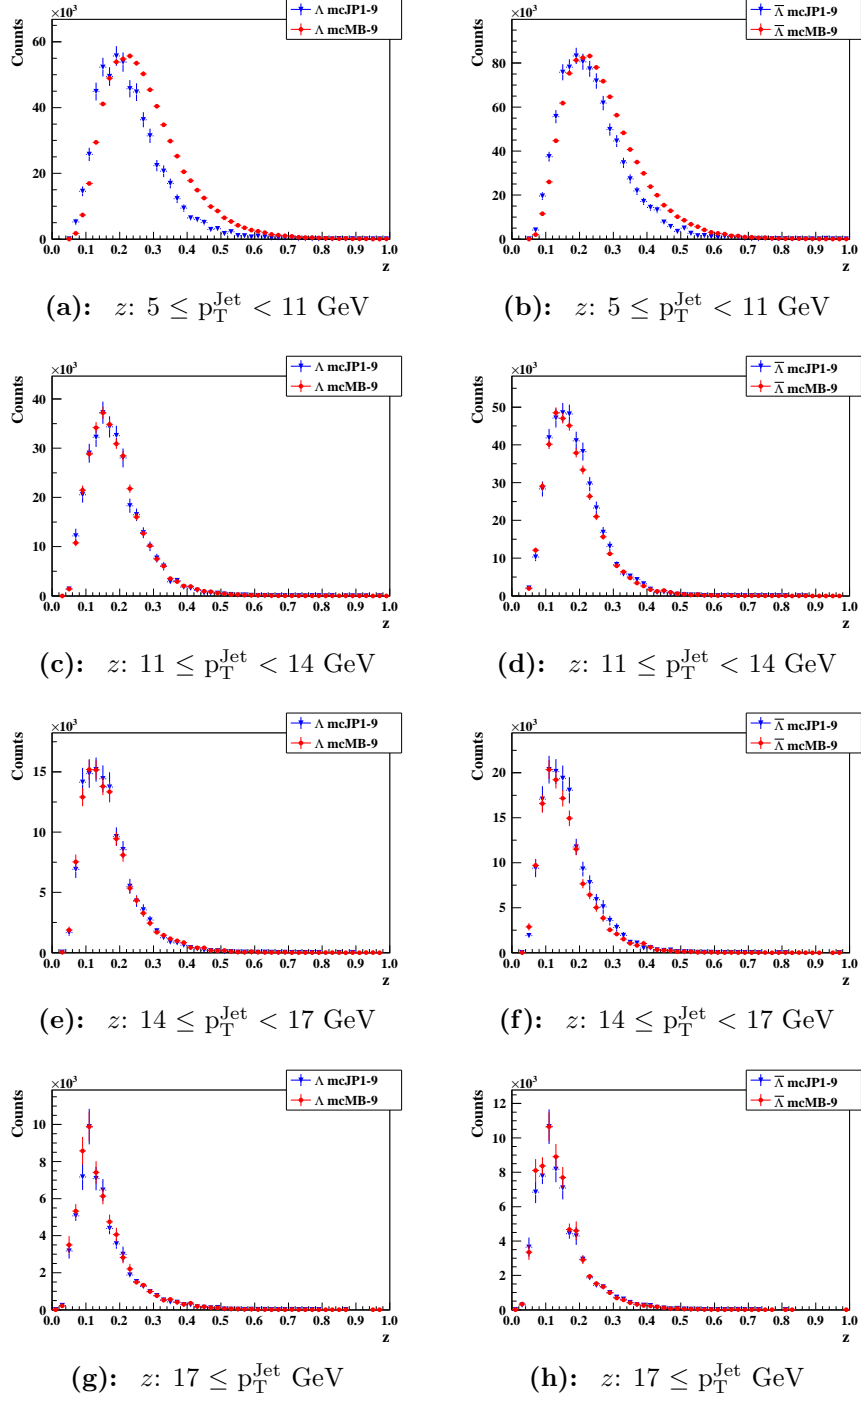 ×10³
Counts
Λ mcJP1-9
Λ mcMB-9
60
40
20
0
0.0 0.1 0.2 0.3 0.4 0.5 0.6 0.7 0.8 0.9 1.0
z
(a): z: 5 ≤ p_T^Jet < 11 GeV
×10³
Counts
Λ̅ mcJP1-9
Λ̅ mcMB-9
80
60
40
20
0
0.0 0.1 0.2 0.3 0.4 0.5 0.6 0.7 0.8 0.9 1.0
z
(b): z: 5 ≤ p_T^Jet < 11 GeV
×10³
Counts
Λ mcJP1-9
Λ mcMB-9
40
30
20
10
0
0.0 0.1 0.2 0.3 0.4 0.5 0.6 0.7 0.8 0.9 1.0
z
(c): z: 11 ≤ p_T^Jet < 14 GeV
×10³
Counts
Λ̅ mcJP1-9
Λ̅ mcMB-9
50
40
30
20
10
0
0.0 0.1 0.2 0.3 0.4 0.5 0.6 0.7 0.8 0.9 1.0
z
(d): z: 11 ≤ p_T^Jet < 14 GeV
×10³
Counts
Λ mcJP1-9
Λ mcMB-9
15
10
5
0
0.0 0.1 0.2 0.3 0.4 0.5 0.6 0.7 0.8 0.9 1.0
z
(e): z: 14 ≤ p_T^Jet < 17 GeV
×10³
Counts
Λ̅ mcJP1-9
Λ̅ mcMB-9
20
15
10
5
0
0.0 0.1 0.2 0.3 0.4 0.5 0.6 0.7 0.8 0.9 1.0
z
(f): z: 14 ≤ p_T^Jet < 17 GeV
×10³
Counts
Λ mcJP1-9
Λ mcMB-9
10
8
6
4
2
0
0.0 0.1 0.2 0.3 0.4 0.5 0.6 0.7 0.8 0.9 1.0
z
(g): z: 17 ≤ p_T^Jet GeV
×10³
Counts
Λ̅ mcJP1-9
Λ̅ mcMB-9
12
10
8
6
4
2
0
0.0 0.1 0.2 0.3 0.4 0.5 0.6 0.7 0.8 0.9 1.0
z
(h): z: 17 ≤ p_T^Jet GeV